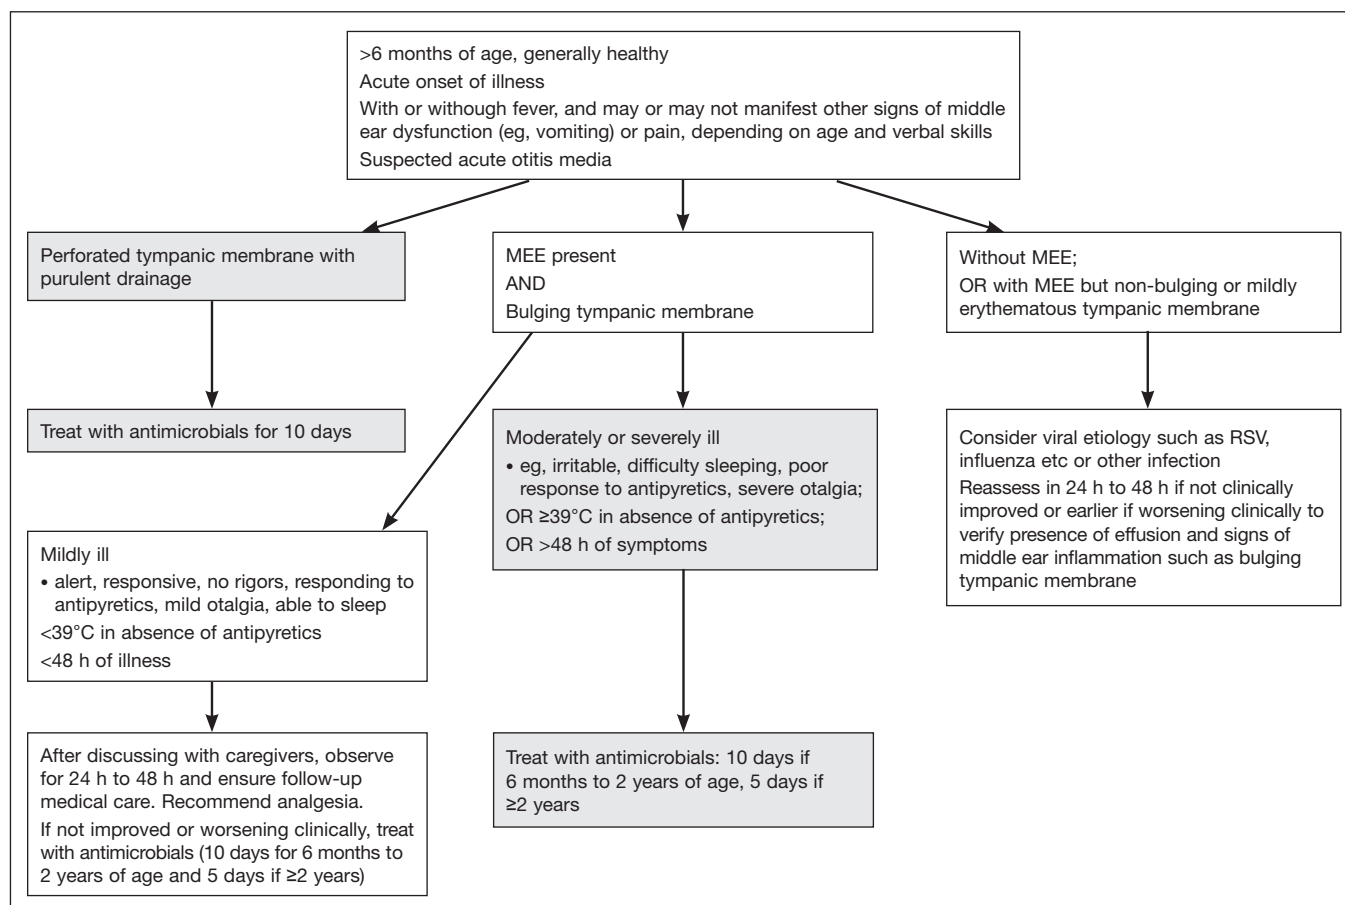 >6 months of age, generally healthy
Acute onset of illness
With or withough fever, and may or may not manifest other signs of middle
ear dysfunction (eg, vomiting) or pain, depending on age and verbal skills
Suspected acute otitis media
Perforated tympanic membrane with
purulent drainage
MEE present
AND
Bulging tympanic membrane
Without MEE;
OR with MEE but non-bulging or mildly
erythematous tympanic membrane
Treat with antimicrobials for 10 days
Moderately or severely ill
• eg, irritable, difficulty sleeping, poor
response to antipyretics, severe otalgia;
OR ≥39°C in absence of antipyretics;
OR >48 h of symptoms
Consider viral etiology such as RSV,
influenza etc or other infection
Reassess in 24 h to 48 h if not clinically
improved or earlier if worsening clinically to
verify presence of effusion and signs of
middle ear inflammation such as bulging
tympanic membrane
Mildly ill
• alert, responsive, no rigors, responding to
antipyretics, mild otalgia, able to sleep
<39°C in absence of antipyretics
<48 h of illness
After discussing with caregivers, observe
for 24 h to 48 h and ensure follow-up
medical care. Recommend analgesia.
If not improved or worsening clinically, treat
with antimicrobials (10 days for 6 months to
2 years of age and 5 days if ≥2 years)
Treat with antimicrobials: 10 days if
6 months to 2 years of age, 5 days if
≥2 years